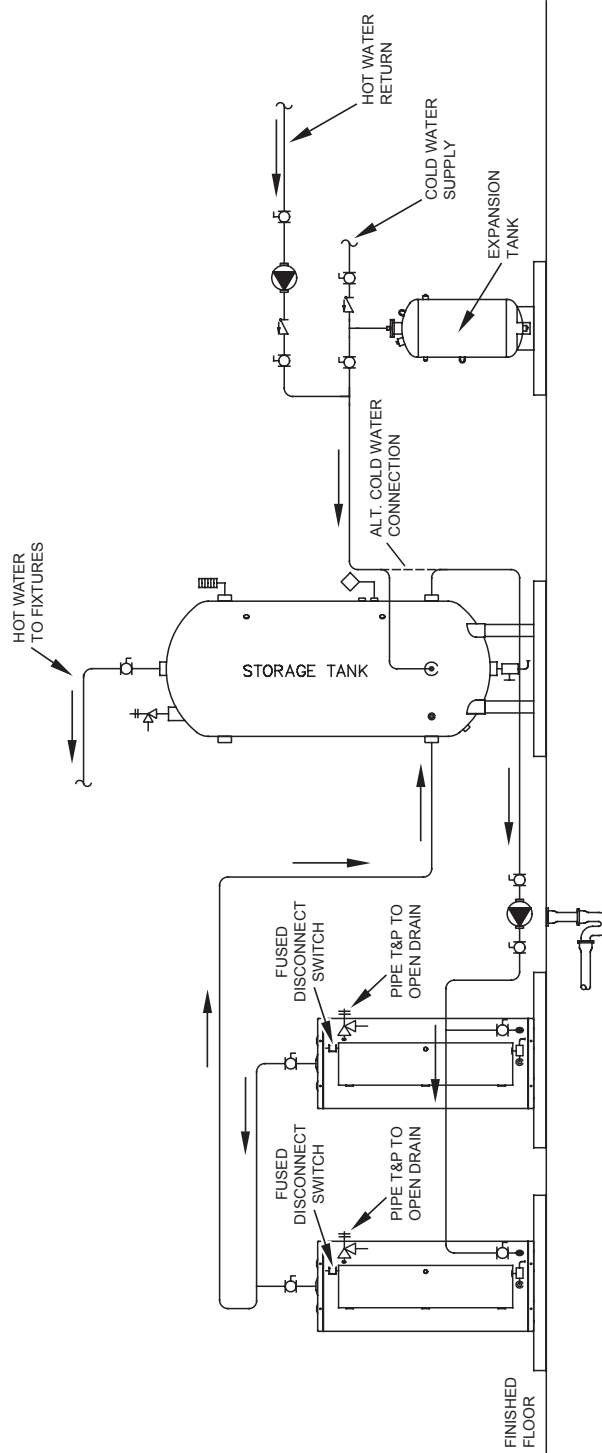 HOT WATER
TO FIXTURES
HOT WATER
RETURN
COLD WATER
SUPPLY
EXPANSION
TANK
ALT. COLD WATER
CONNECTION
STORAGE TANK
FUSED
DISCONNECT
SWITCH
PIPE T&P TO
OPEN DRAIN
FUSED
DISCONNECT
SWITCH
PIPE T&P TO
OPEN DRAIN
FINISHED
FLOOR